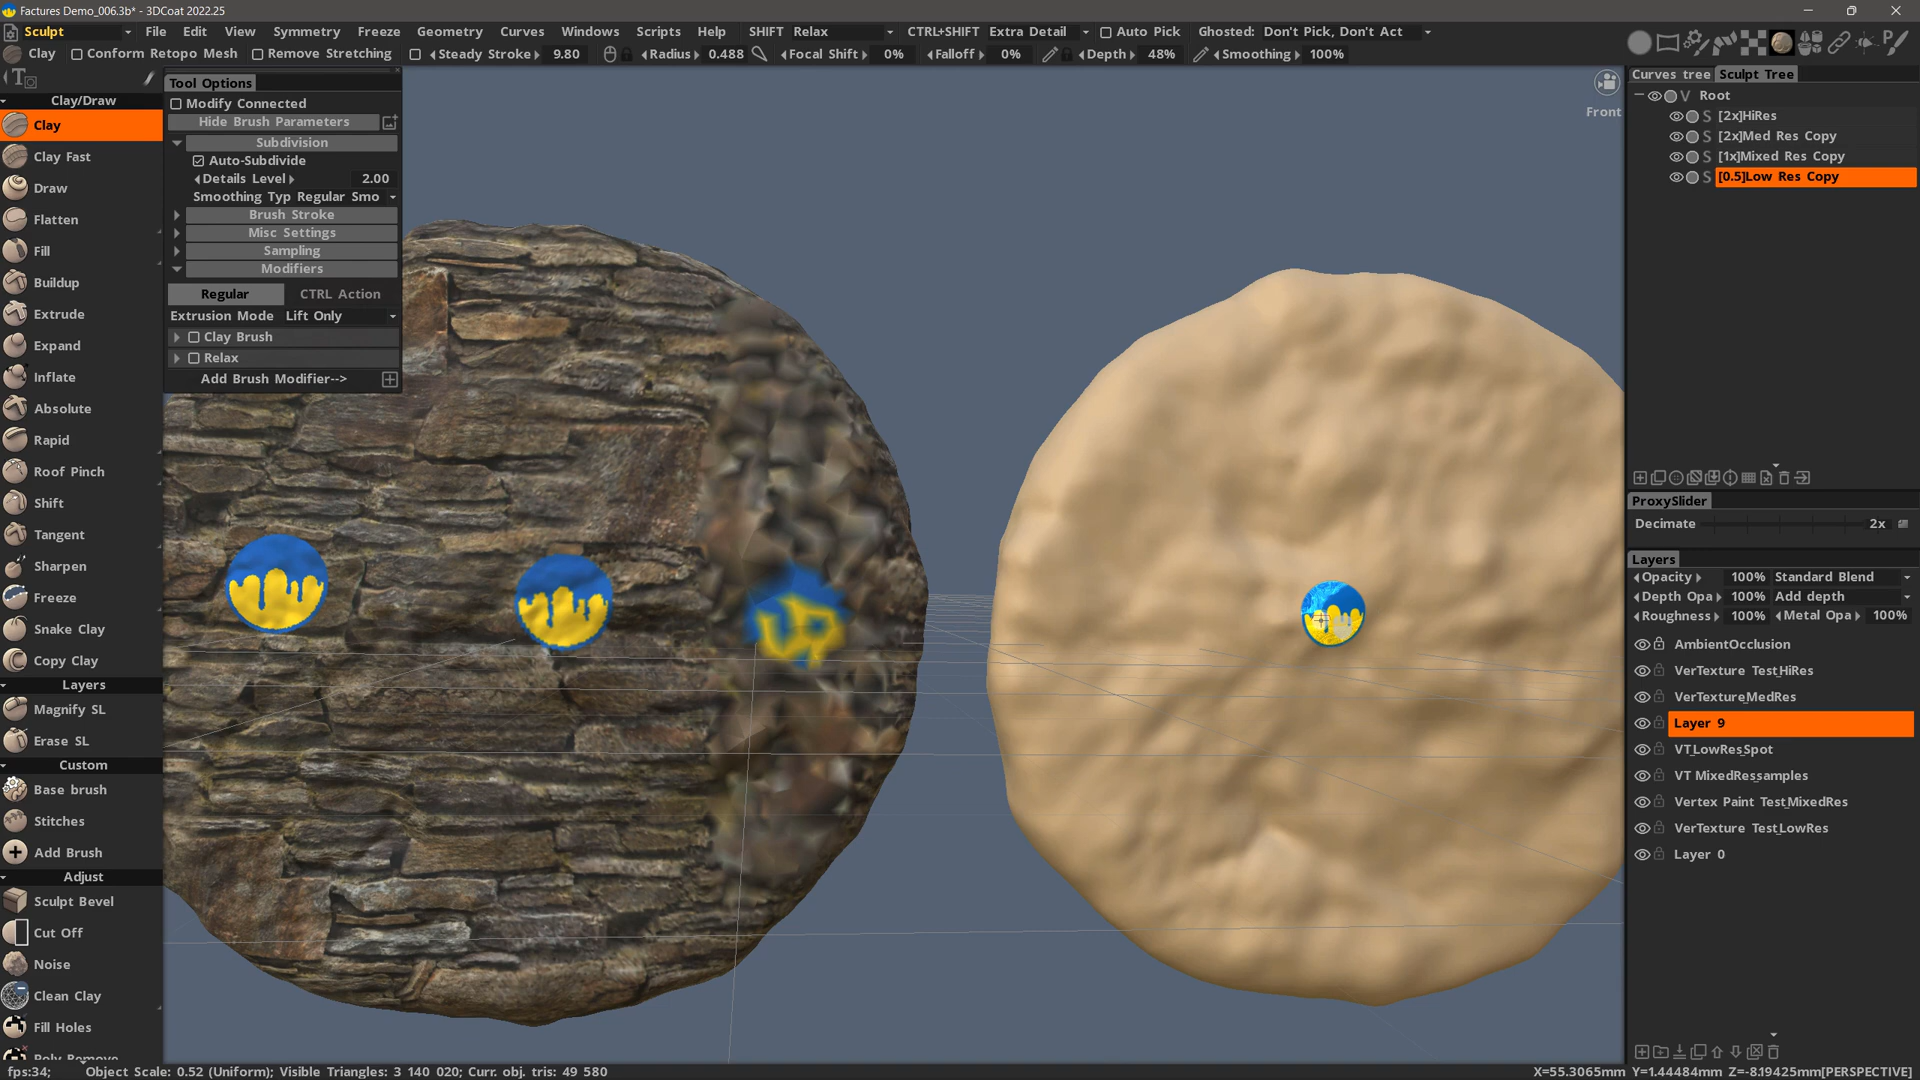 Factures Demo_006.3b* - 3DCoat 2022.25
Sculpt File Edit View Symmetry Freeze Geometry Curves Windows Scripts Help SHIFT Relax CTRL+SHIFT Extra Detail Auto Pick Ghosted: Don't Pick, Don't Act
Clay Conform Retopo Mesh Remove Stretching Steady Stroke 9.80 Radius 0.488 Focal Shift 0% Falloff 0% Depth 48% Smoothing 100%
Clay/Draw
Clay
Clay Fast
Draw
Flatten
Fill
Buildup
Extrude
Expand
Inflate
Absolute
Rapid
Roof Pinch
Shift
Tangent
Sharpen
Freeze
Snake Clay
Copy Clay
Layers
Magnify SL
Erase SL
Custom
Base brush
Stitches
Add Brush
Adjust
Sculpt Bevel
Cut Off
Noise
Clean Clay
Fill Holes
Poly Remove
Tool Options
Modify Connected
Hide Brush Parameters
Subdivision
Auto-Subdivide
Details Level 2.00
Smoothing Typ Regular Smo
Brush Stroke
Misc Settings
Sampling
Modifiers
Regular CTRL Action
Extrusion Mode Lift Only
Clay Brush
Relax
Add Brush Modifier-->
Front
Curves tree Sculpt Tree
V Root
S [2x]HiRes
S [2x]Med Res Copy
S [1x]Mixed Res Copy
S [0.5]Low Res Copy
ProxySlider
Decimate 2x
Layers
Opacity 100% Standard Blend
Depth Opa 100% Add depth
Roughness 100% Metal Opa 100%
AmbientOcclusion
VerTexture Test_HiRes
VerTexture_MedRes
Layer 9
VT_LowRes_Spot
VT MixedRes_samples
Vertex Paint Test_MixedRes
VerTexture Test_LowRes
Layer 0
fps:34; Object Scale: 0.52 (Uniform); Visible Triangles: 3 140 020; Curr. obj. tris: 49 580 X=55.3065mm Y=1.44484mm Z=-8.19425mm[PERSPECTIVE]